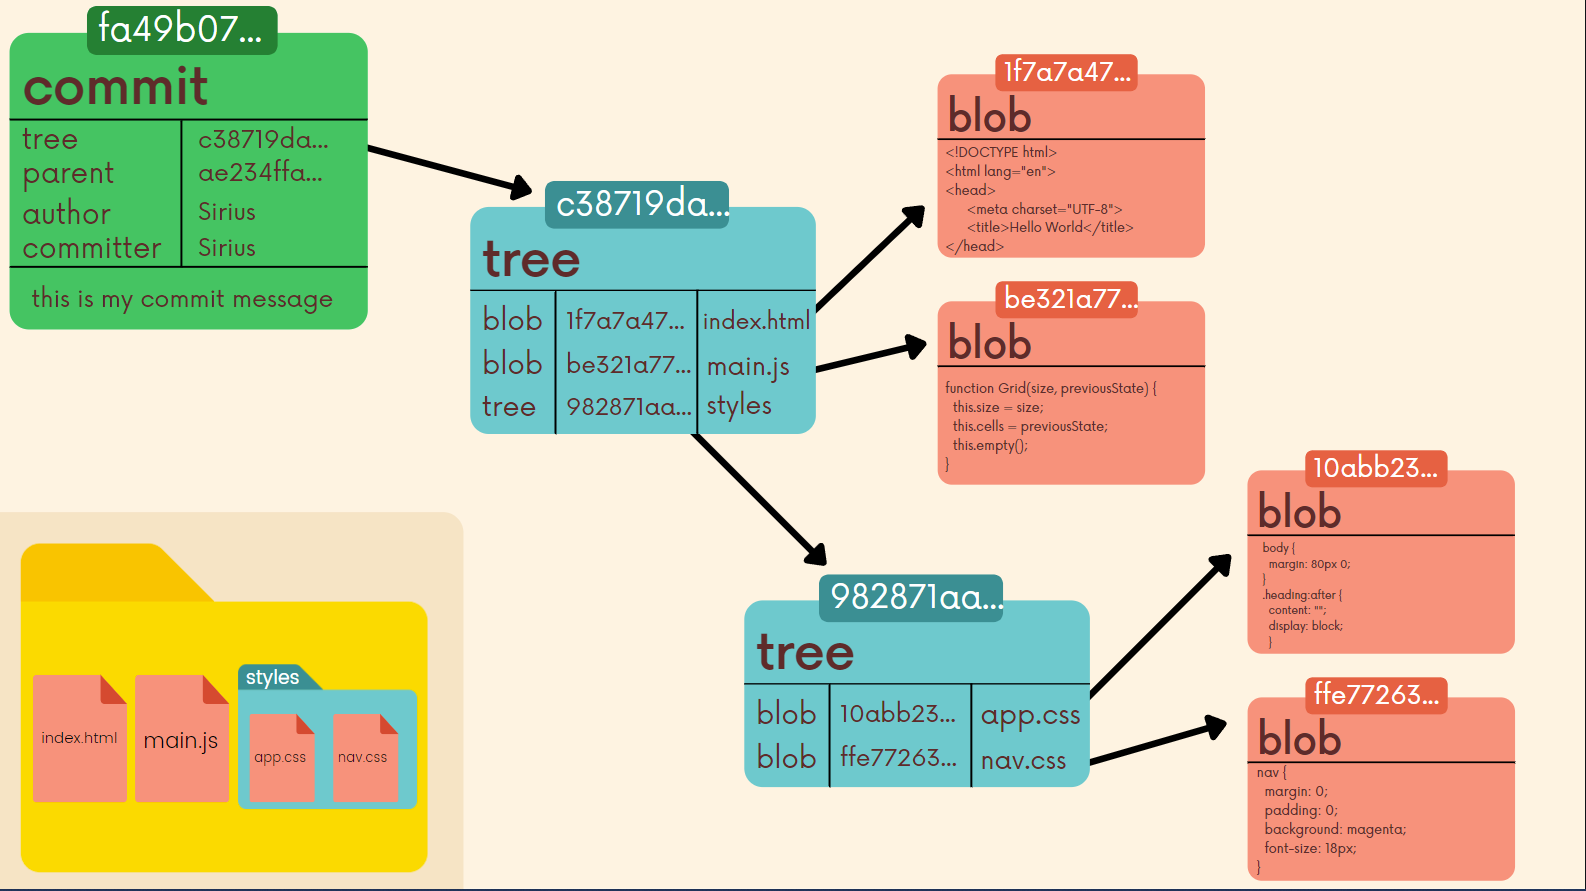 fa49b07...
commit
tree c38719da...
parent ae234ffa...
author Sirius
committer Sirius
this is my commit message
c38719da...
tree
blob 1f7a7a47... index.html
blob be321a77... main.js
tree 982871aa... styles
1f7a7a47...
blob
<!DOCTYPE html>
<html lang="en">
<head>
<meta charset="UTF-8">
<title>Hello World</title>
</head>
be321a77...
blob
function Grid(size, previousState) {
this.size = size;
this.cells = previousState;
this.empty();
}
982871aa...
tree
blob 10abb23... app.css
blob ffe77263... nav.css
10abb23...
blob
body {
margin: 80px 0;
}
.heading:after {
content: "";
display: block;
}
ffe77263...
blob
nav {
margin: 0;
padding: 0;
background: magenta;
font-size: 18px;
}
styles
index.html main.js app.css nav.css